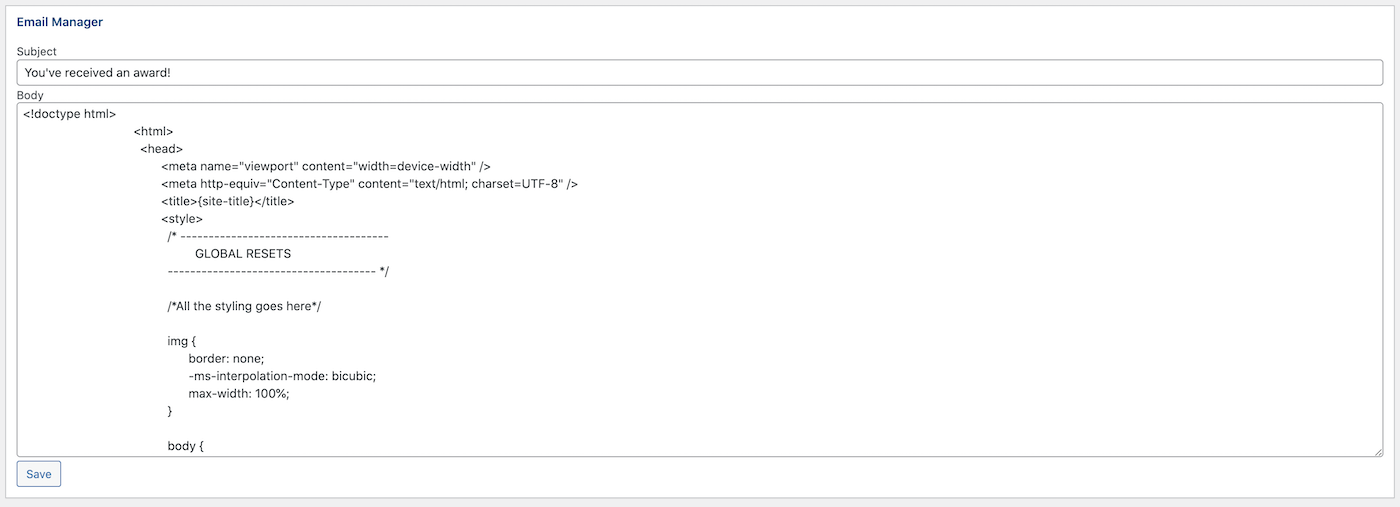 Email Manager
Subject
You've received an award!
Body
<!doctype html>
<html>
<head>
<meta name="viewport" content="width=device-width" />
<meta http-equiv="Content-Type" content="text/html; charset=UTF-8" />
<title>{site-title}</title>
<style>
/* -------------------------------------
GLOBAL RESETS
------------------------------------- */
/*All the styling goes here*/
img {
border: none;
-ms-interpolation-mode: bicubic;
max-width: 100%;
}
body {
Save